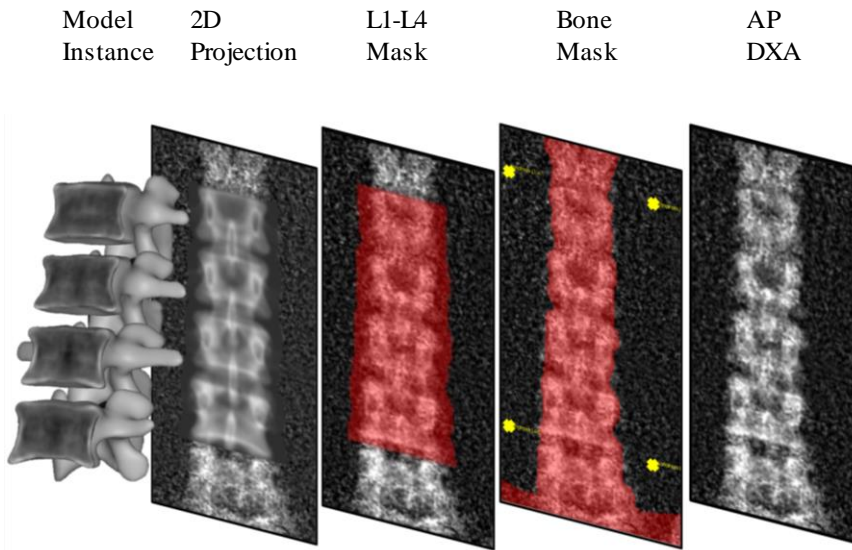 Model Instance
2D Projection
L1-L4 Mask
Bone Mask
AP DXA